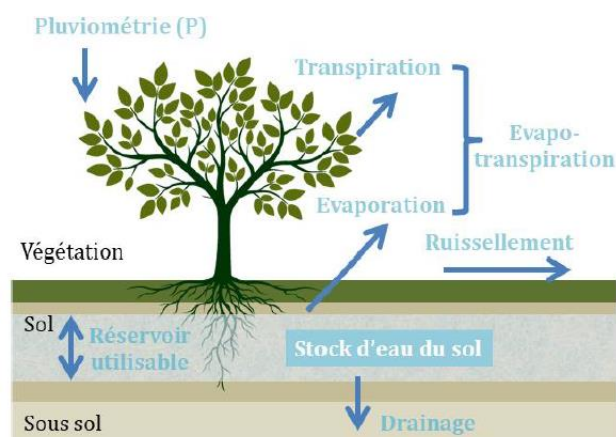 Pluviométrie (P)
Transpiration
Evapo-
transpiration
Evaporation
Ruissellement
Végétation
Sol
Réservoir
utilisable
Stock d'eau du sol
Sous sol
Drainage